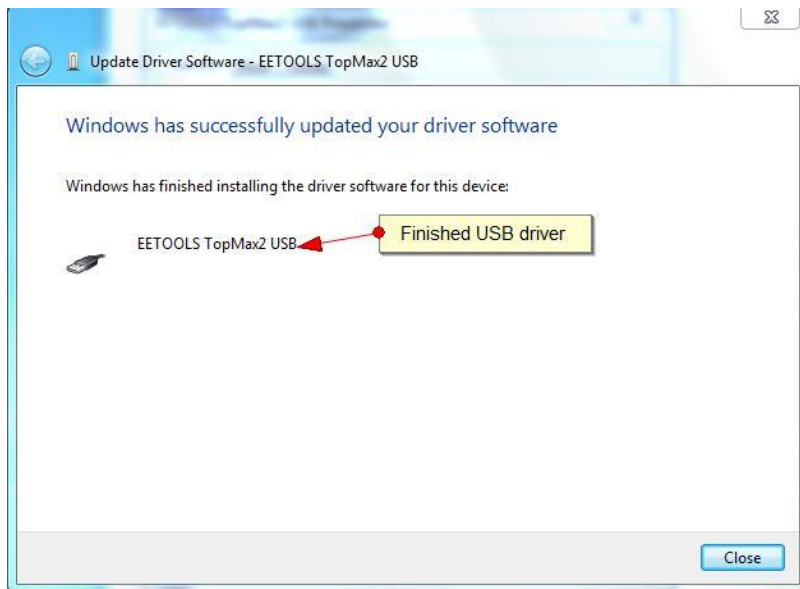 Update Driver Software - EETOOLS TopMax2 USB
Windows has successfully updated your driver software
Windows has finished installing the driver software for this device:
EETOOLS TopMax2 USB
Finished USB driver
Close